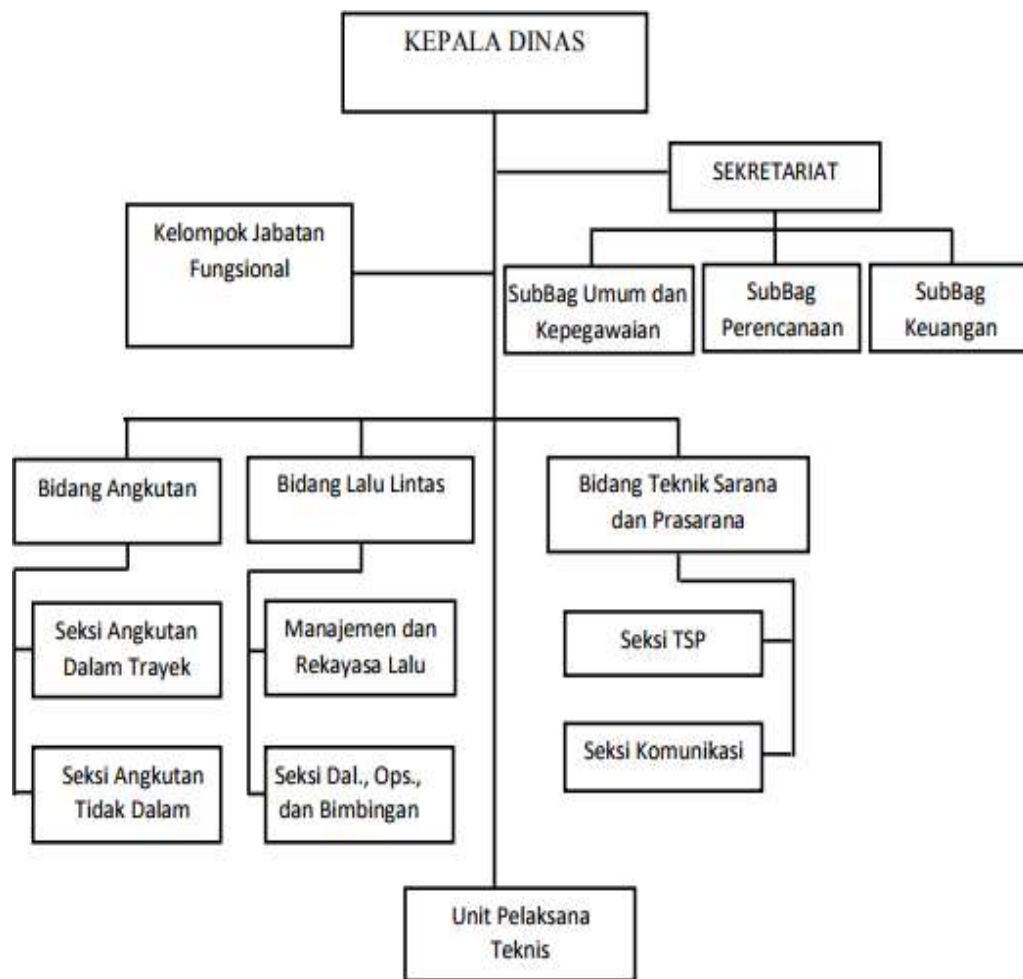 KEPALA DINAS
SEKRETARIAT
Kelompok Jabatan
Fungsional
SubBag Umum dan
Kepegawaian
SubBag
Perencanaan
SubBag
Keuangan
Bidang Angkutan
Bidang Lalu Lintas
Bidang Teknik Sarana
dan Prasarana
Seksi Angkutan
Dalam Trayek
Manajemen dan
Rekayasa Lalu
Seksi TSP
Seksi Angkutan
Tidak Dalam
Seksi Dal., Ops.,
dan Bimbingan
Seksi Komunikasi
Unit Pelaksana
Teknis